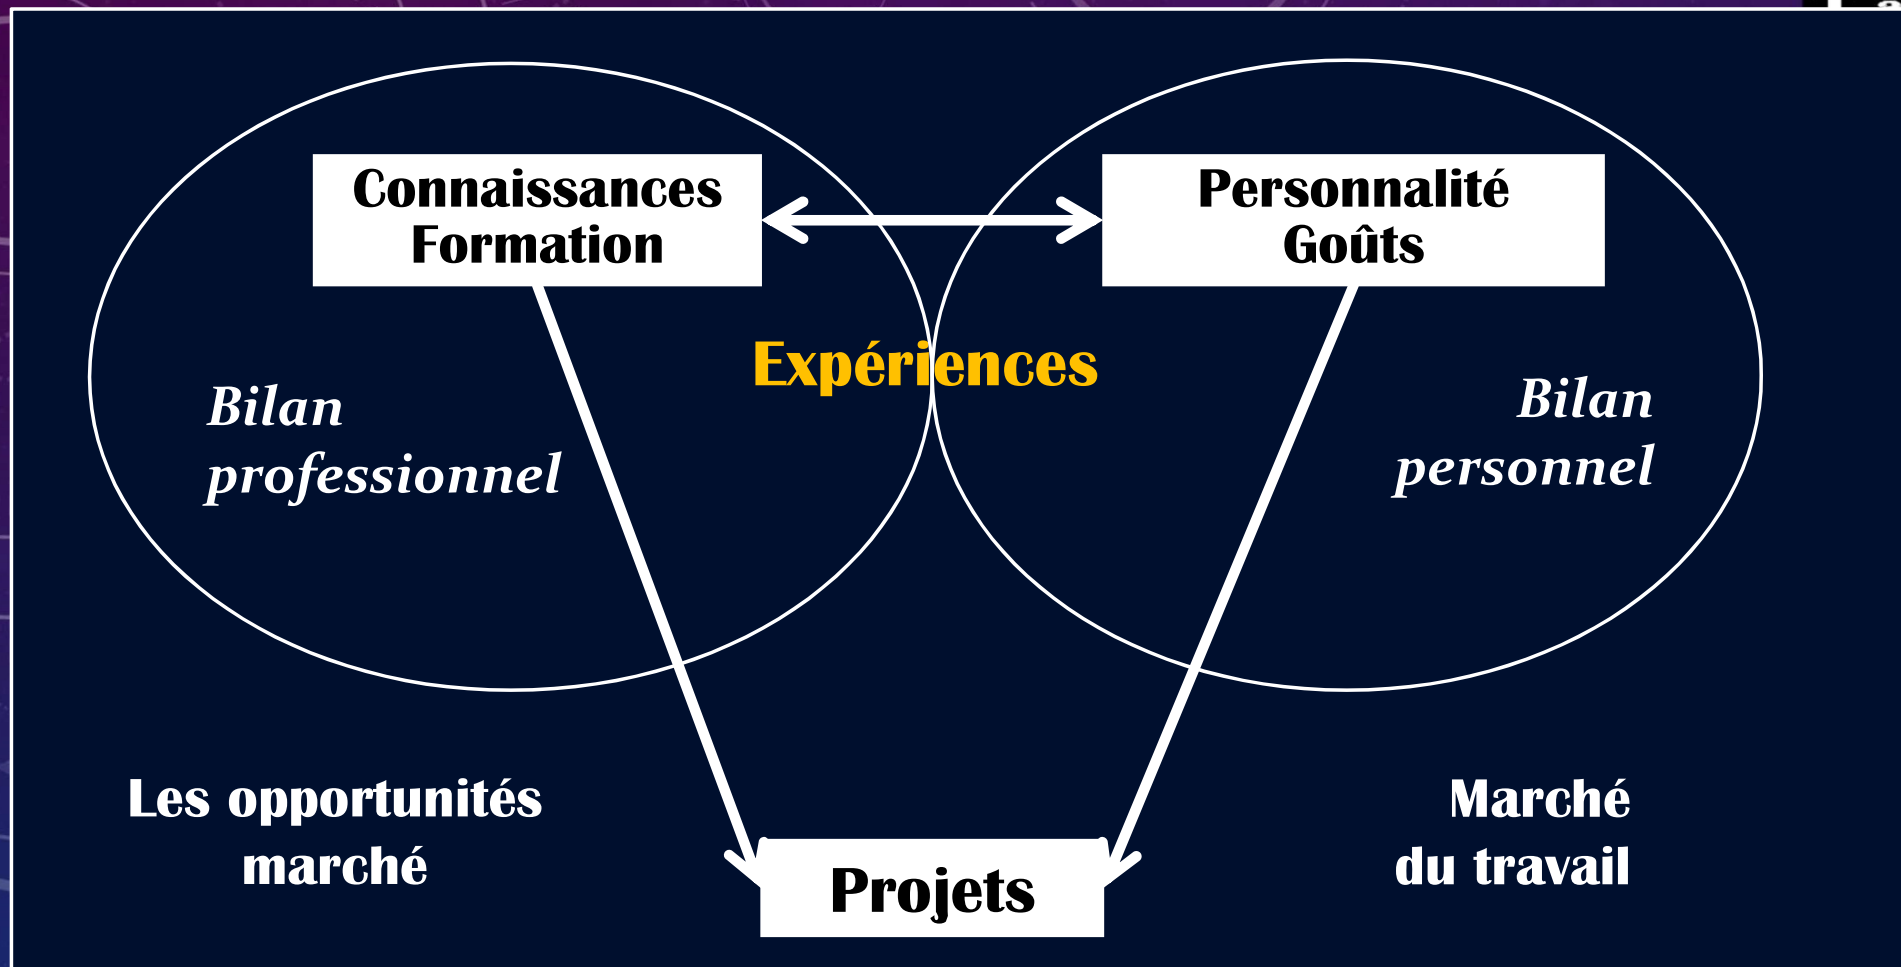 Connaissances
Formation
Personnalité
Goûts
Expériences
Bilan
professionnel
Bilan
personnel
Les opportunités
marché
Marché
du travail
Projets